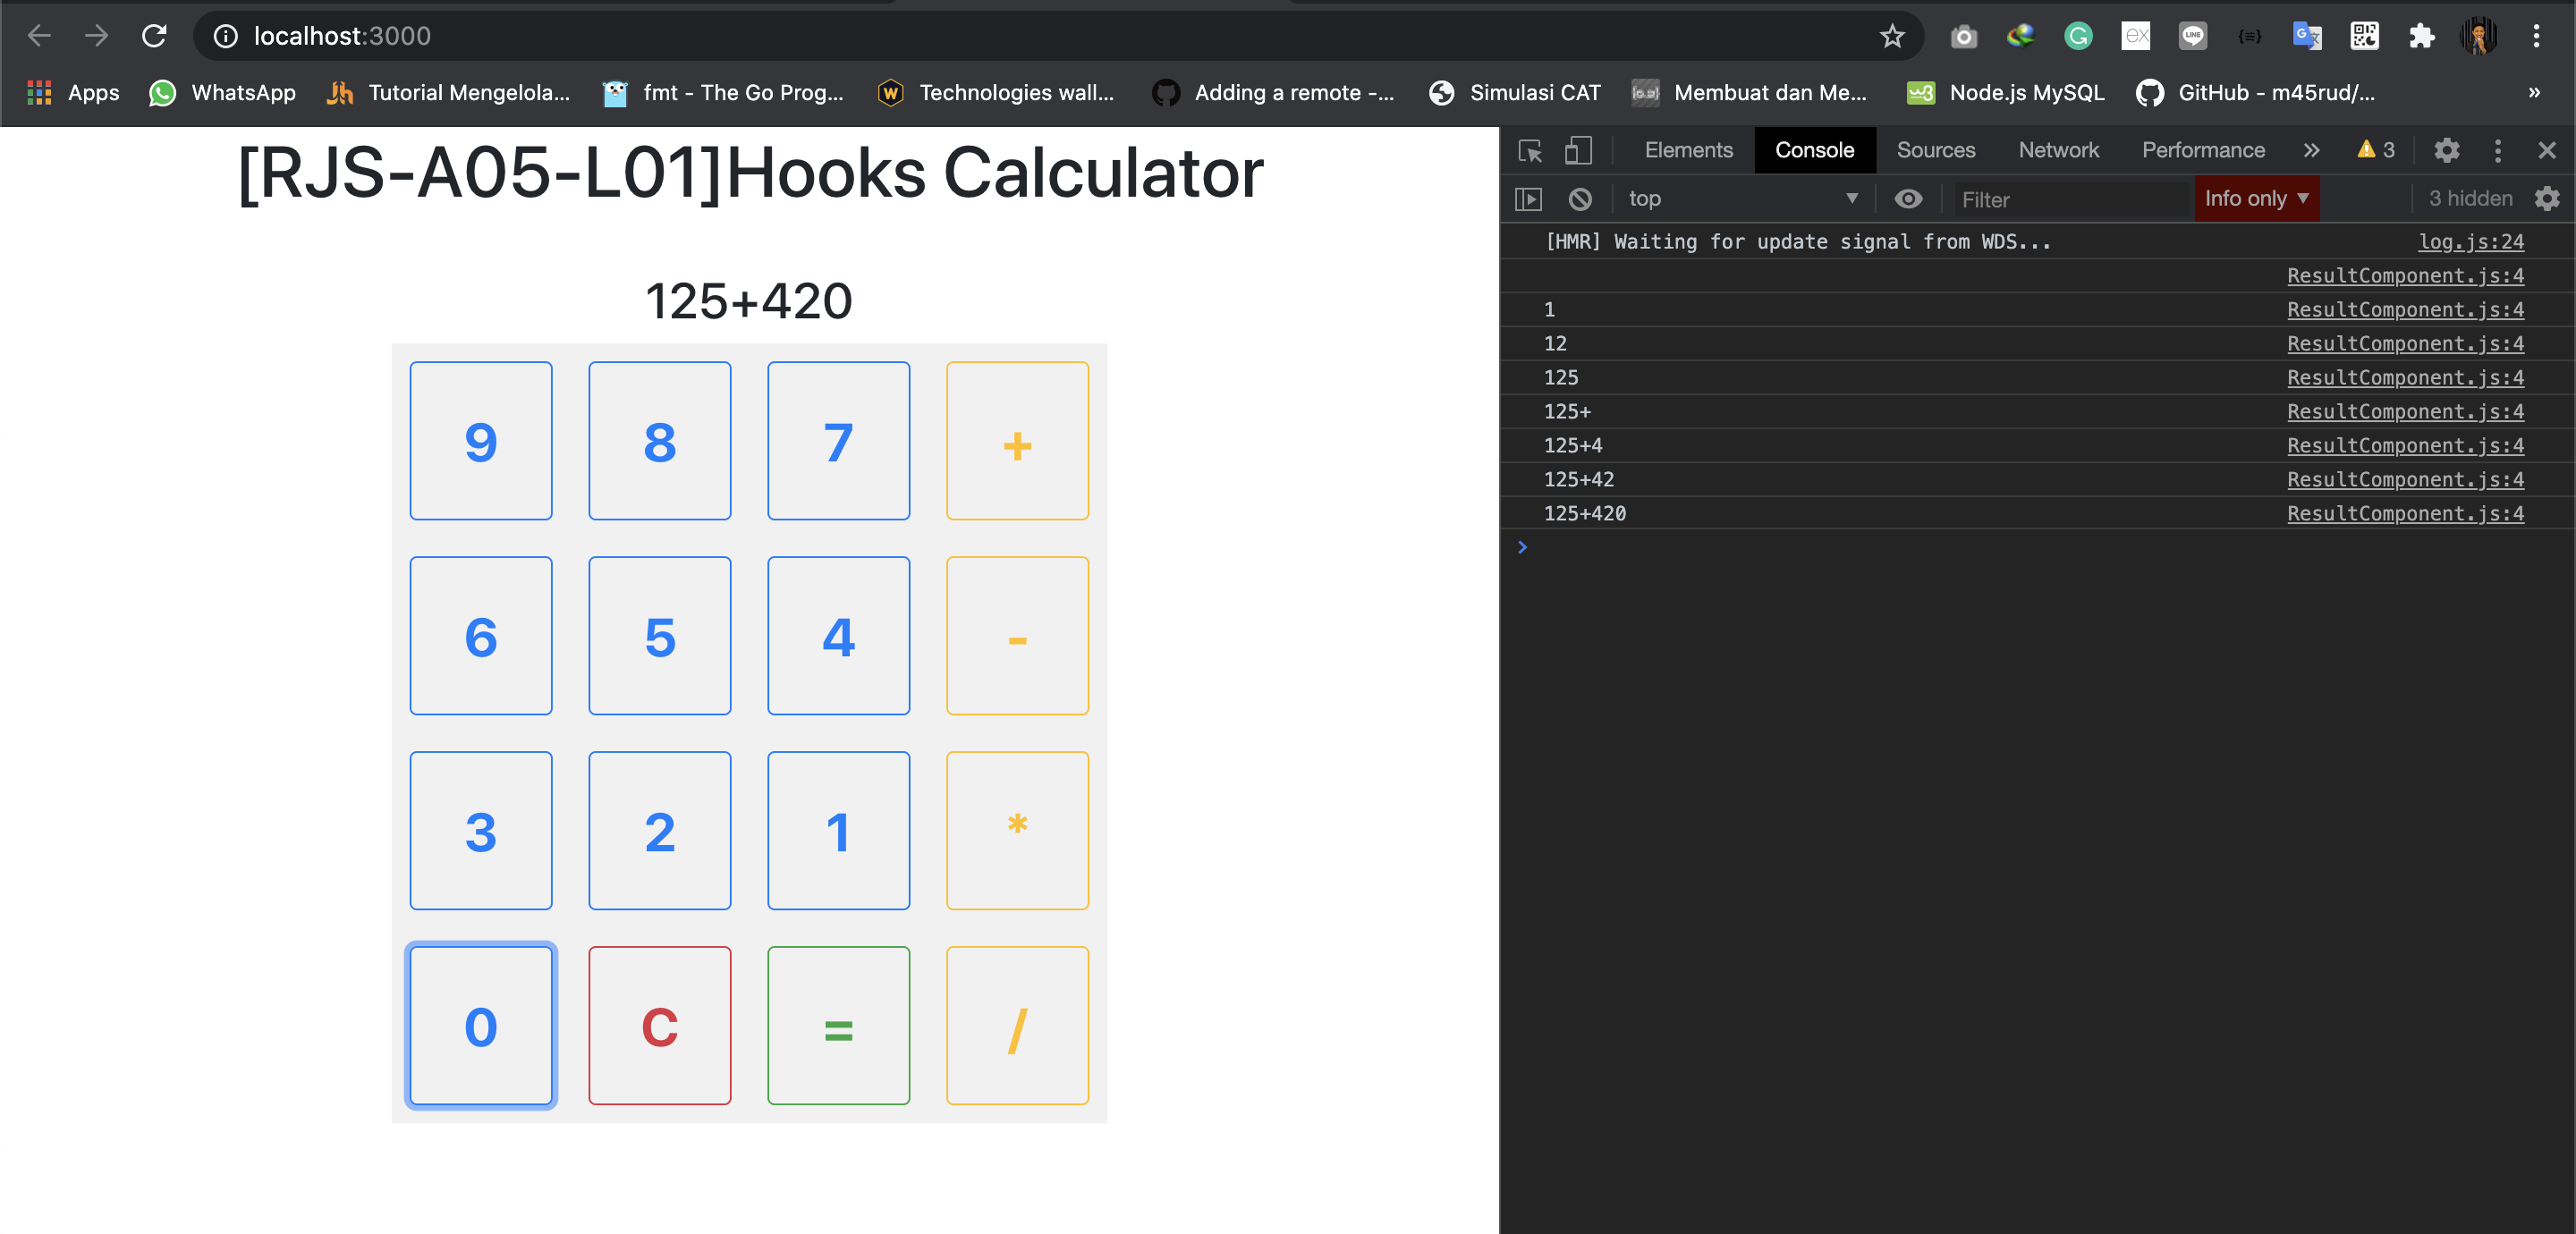 localhost:3000
Apps WhatsApp Tutorial Mengelola... fmt - The Go Prog... Technologies wall... Adding a remote -... Simulasi CAT Membuat dan Me... Node.js MySQL GitHub - m45rud/... »
[RJS-A05-L01]Hooks Calculator
125+420
9 8 7 +
6 5 4 -
3 2 1 *
0 C = /
Elements Console Sources Network Performance » 3
top Filter Info only 3 hidden
[HMR] Waiting for update signal from WDS... log.js:24
ResultComponent.js:4
1 ResultComponent.js:4
12 ResultComponent.js:4
125 ResultComponent.js:4
125+ ResultComponent.js:4
125+4 ResultComponent.js:4
125+42 ResultComponent.js:4
125+420 ResultComponent.js:4